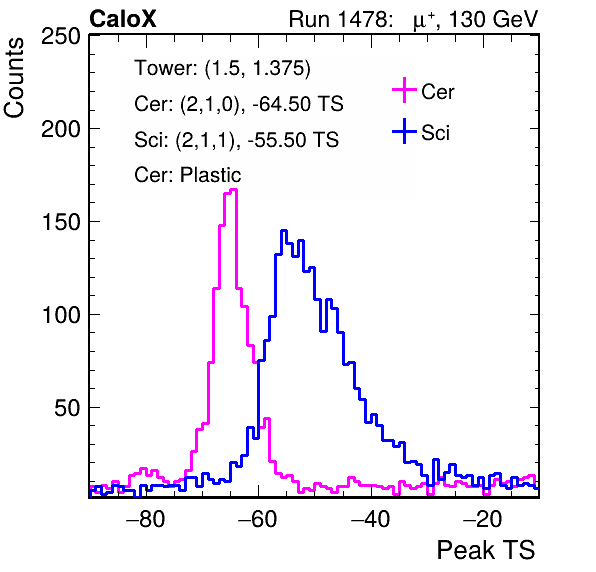 CaloX Run 1478: μ⁺, 130 GeV
Counts
250
200
150
100
50
Tower: (1.5, 1.375)
Cer: (2,1,0), -64.50 TS
Sci: (2,1,1), -55.50 TS
Cer: Plastic
Cer
Sci
−80 −60 −40 −20
Peak TS